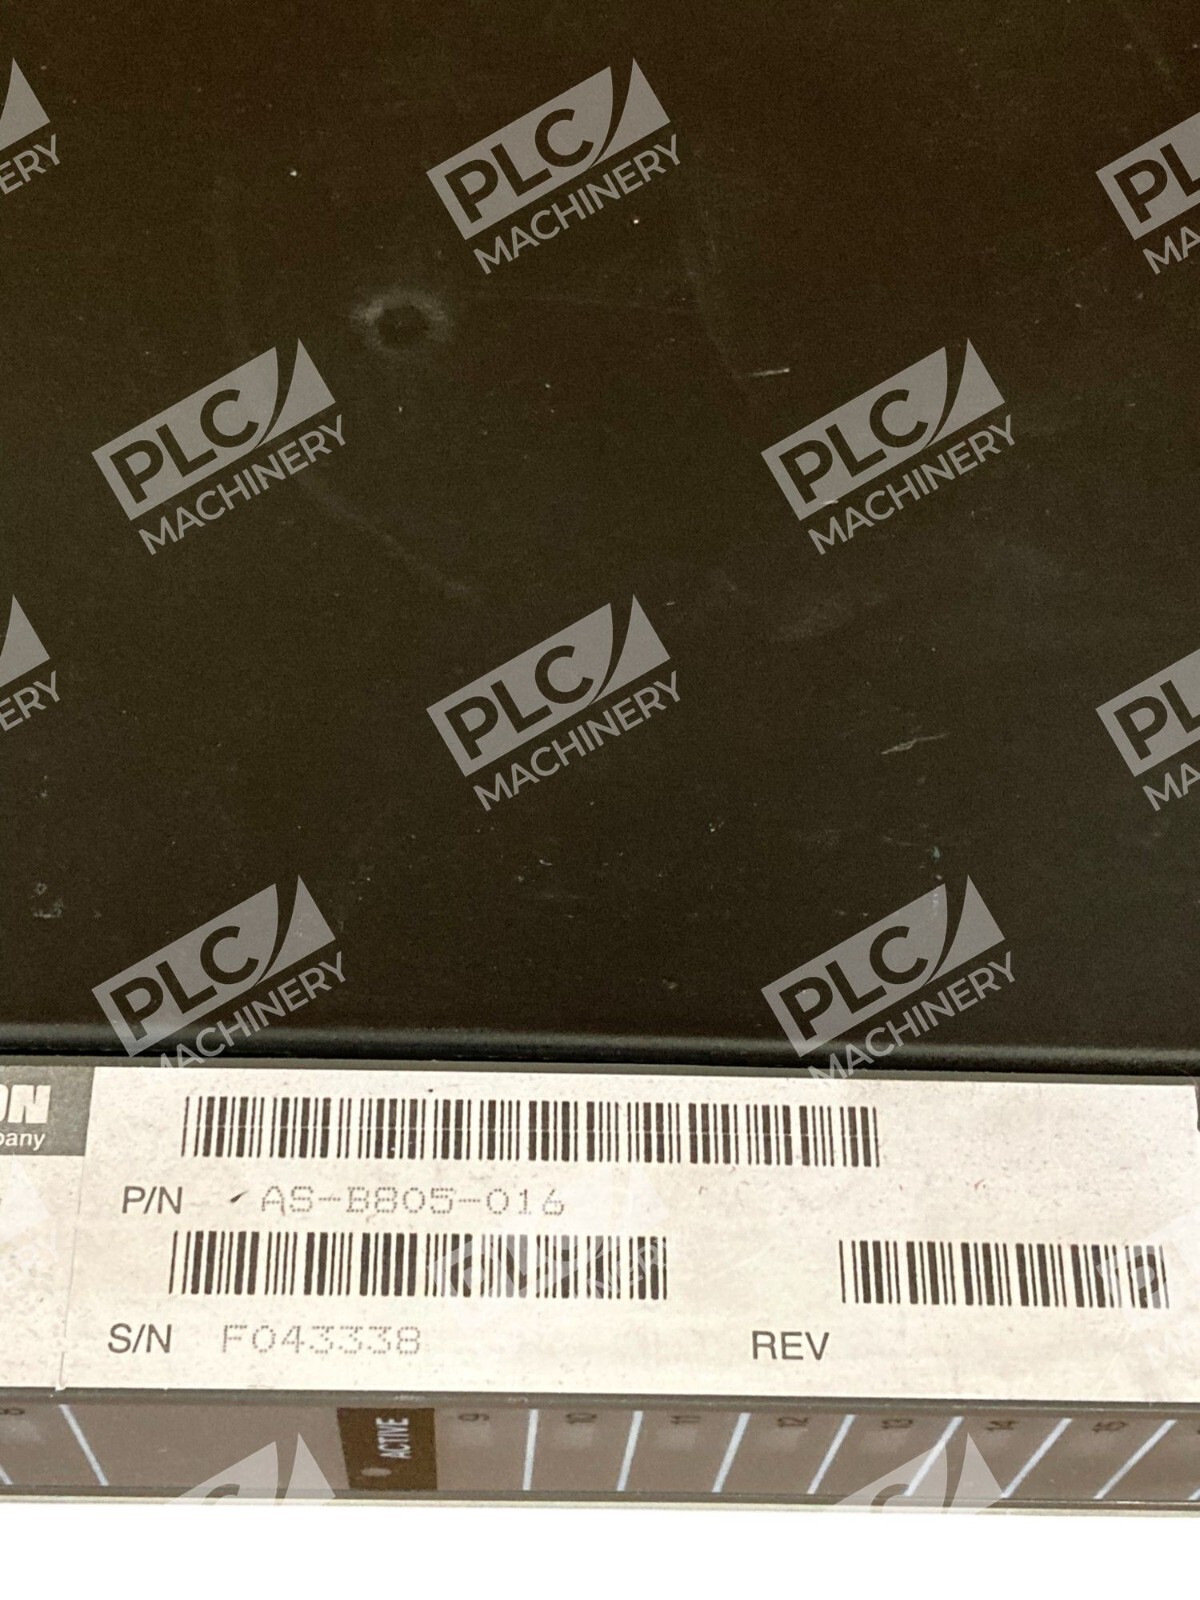 PLC
MACHINERY
PLC
MACHINERY
PLC
MACHINERY
PLC
MACHINERY
PLC
MACHINERY
PLC
MACHINERY
P/N AS-B805-016
S/N F043338
REV
ACTIVE 9 10 11 12 13 14 15